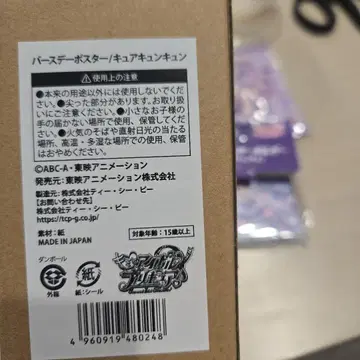 バースデーポスター/キュアキュンキュン
使用上の注意
●本来の用途以外には使用しないでくだ
さい。●尖った部分があります。お取り扱
いにご注意ください。●小さなお子様の
手の届かない場所で使用、保管してくださ
い。●火気のそばや直射日光の当たる
場所、高温・多湿な場所での使用、保管
はおやめください。
©ABC-A・東映アニメーション
発売元:東映アニメーション株式会社
製造元:株式会社ティー・シー・ピー
【お問い合わせ先】
株式会社ティー・シー・ピー
https://tcp-g.co.jp/
素材:紙
MADE IN JAPAN
対象年齢:15歳以上
ダンボール
外箱
紙
紙:シール
アイドル
プリキュア
4 960919 480248